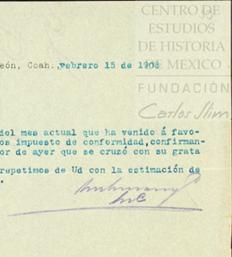 CENTRO DE
ESTUDIOS
DE HISTORIA
DE MEXICO
FUNDACIÓN
Carlos Slim
eón, Coah., Febrero 15 de 1908
del mes actual que ha venido á favo-
os impuesto de conformidad, confirman-
or de ayer que se cruzó con su grata
repetimos de Ud con la estimación de